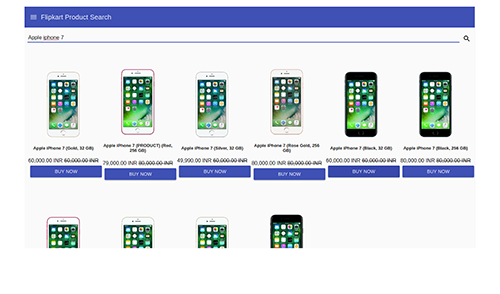 Flipkart Product Search
Apple iphone 7
Apple iPhone 7 (Gold, 32 GB)
60,000.00 INR 60,000.00 INR
BUY NOW
Apple iPhone 7 (PRODUCT) (Red,
256 GB)
79,000.00 INR 80,000.00 INR
BUY NOW
Apple iPhone 7 (Silver, 32 GB)
49,990.00 INR 60,000.00 INR
BUY NOW
Apple iPhone 7 (Rose Gold, 256
GB)
80,000.00 INR 80,000.00 INR
BUY NOW
Apple iPhone 7 (Black, 32 GB)
60,000.00 INR 60,000.00 INR
BUY NOW
Apple iPhone 7 (Black, 256 GB)
80,000.00 INR 80,000.00 INR
BUY NOW